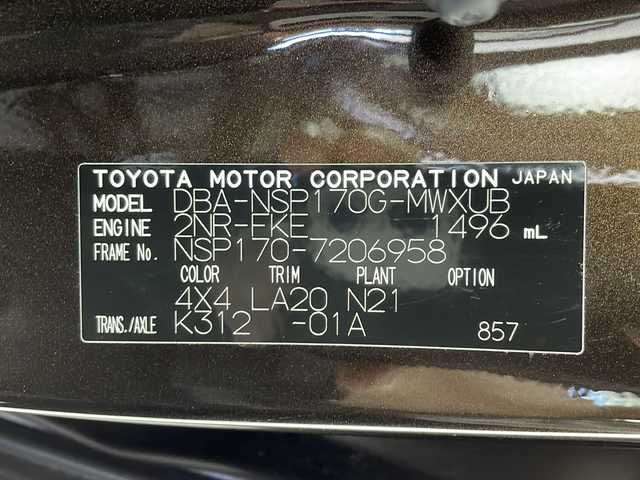 TOYOTA MOTOR CORPORATION JAPAN
MODEL DBA-NSP170G-MWXUB
ENGINE 2NR-FKE 1496 mL
FRAME No. NSP170-7206958
COLOR TRIM PLANT OPTION
4X4 LA20 N21
TRANS./AXLE K312 -01A 857